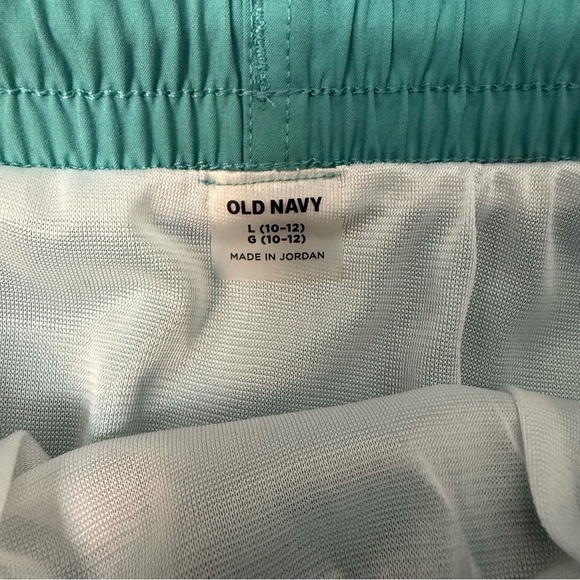 OLD NAVY
L (10-12)
G (10-12)
MADE IN JORDAN